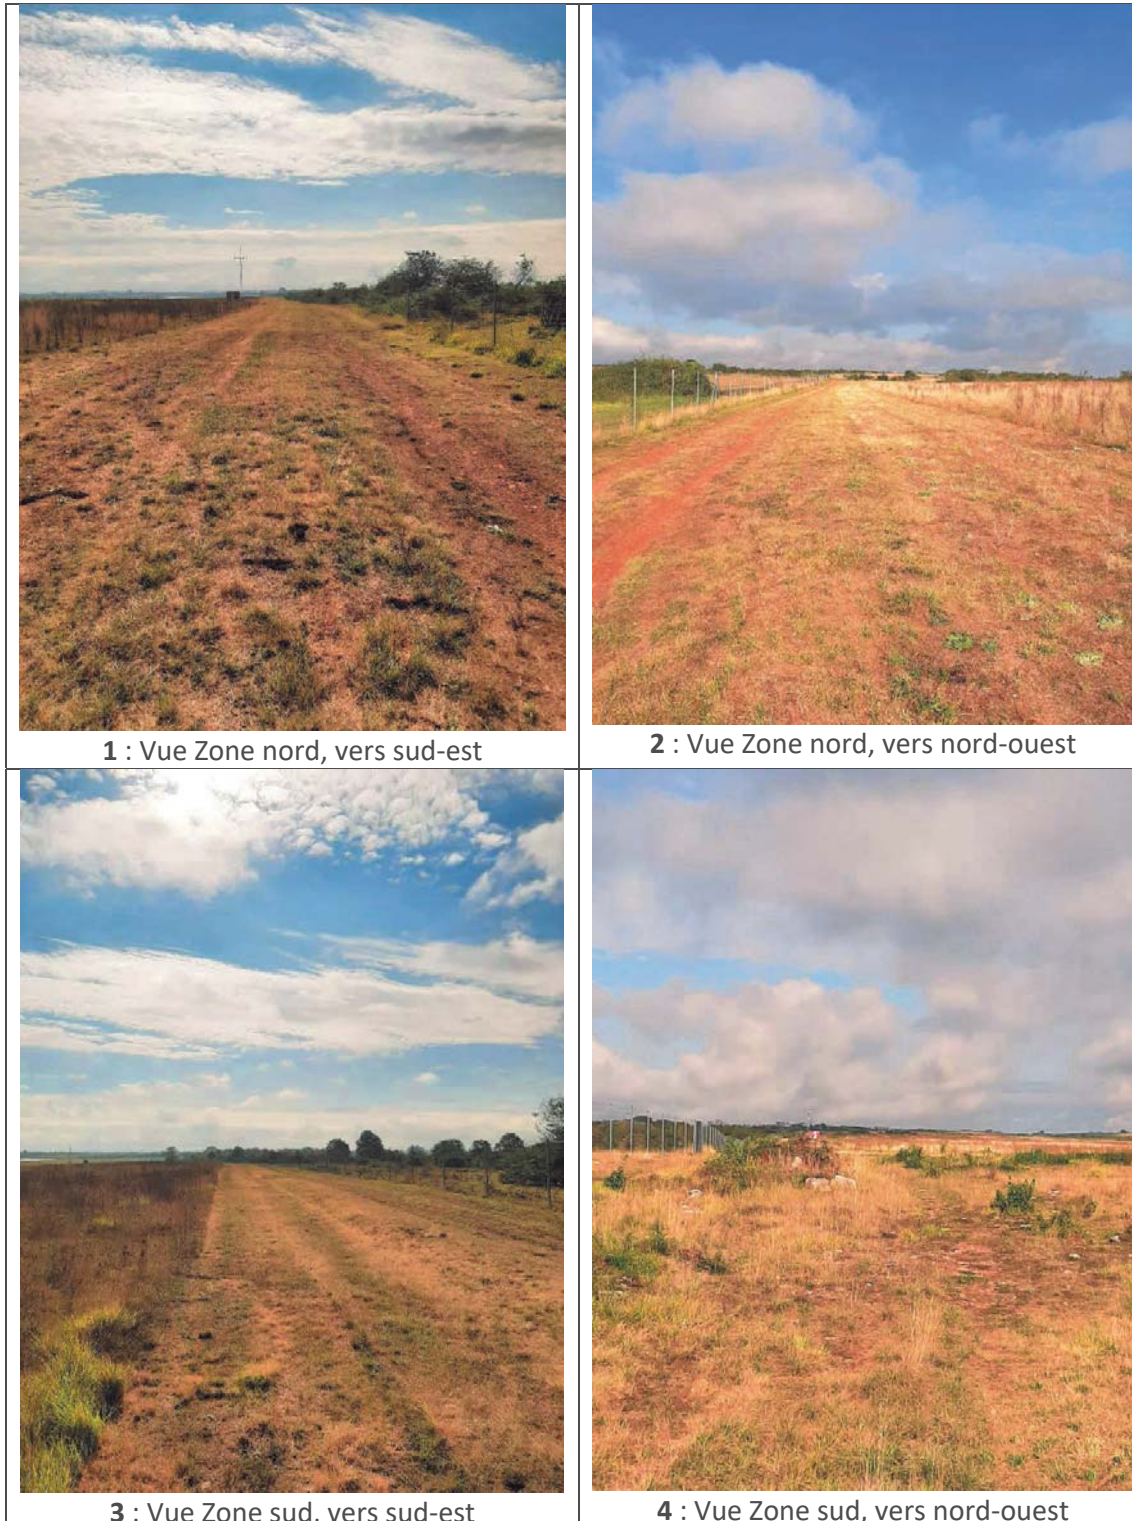 1 : Vue Zone nord, vers sud-est
2 : Vue Zone nord, vers nord-ouest
3 : Vue Zone sud, vers sud-est
4 : Vue Zone sud, vers nord-ouest